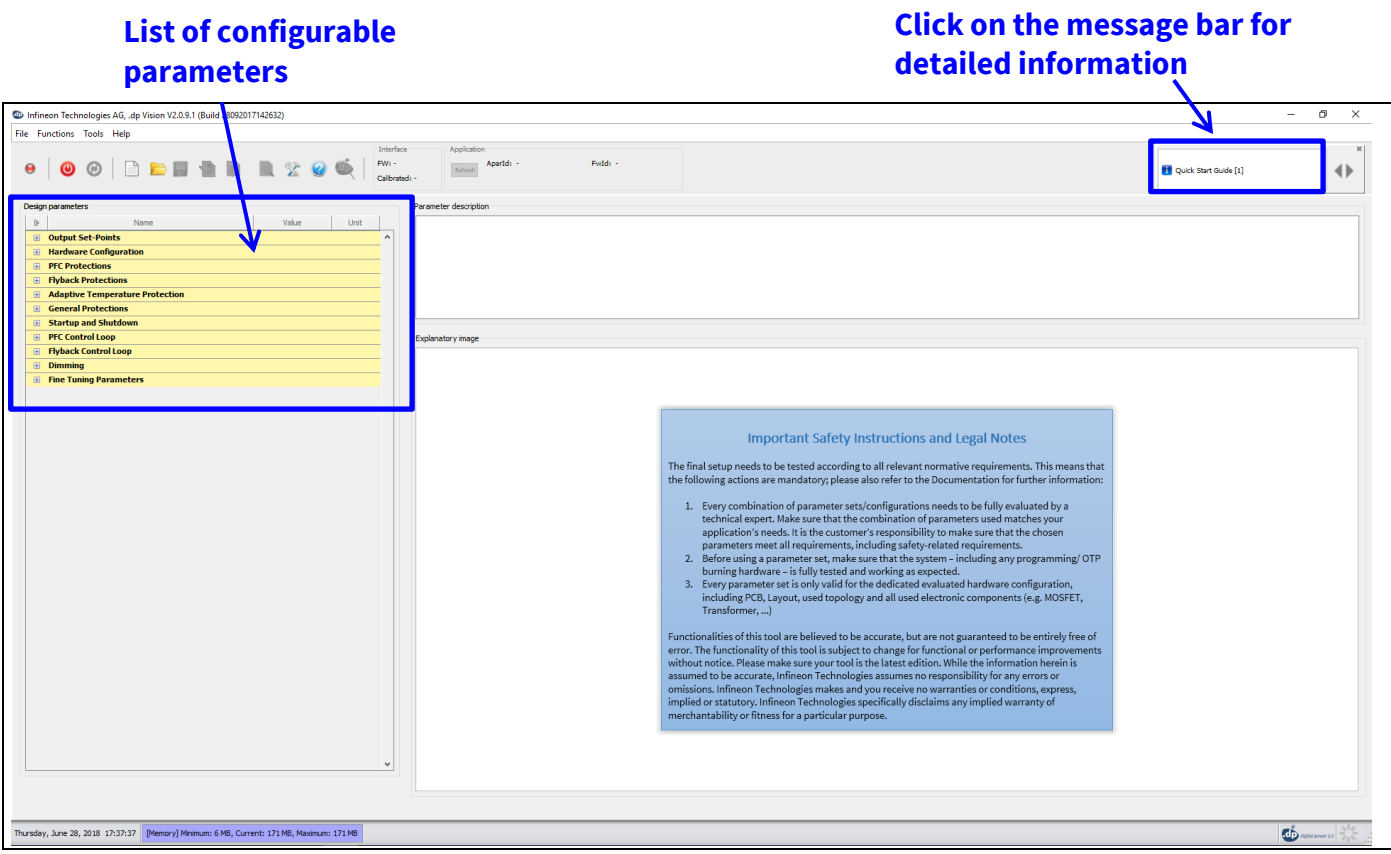 List of configurable
parameters
Click on the message bar for
detailed information
Infineon Technologies AG, .dp Vision V2.0.9.1 (Build 28092017142632)
File Functions Tools Help
Interface
FW: -
Calibrated: -
Application
Refresh
AparId: -
FwId: -
Quick Start Guide [1]
Design parameters
Name Value Unit
Output Set-Points
Hardware Configuration
PFC Protections
Flyback Protections
Adaptive Temperature Protection
General Protections
Startup and Shutdown
PFC Control Loop
Flyback Control Loop
Dimming
Fine Tuning Parameters
Parameter description
Explanatory image
Important Safety Instructions and Legal Notes
The final setup needs to be tested according to all relevant normative requirements. This means that
the following actions are mandatory; please also refer to the Documentation for further information:
1. Every combination of parameter sets/configurations needs to be fully evaluated by a
technical expert. Make sure that the combination of parameters used matches your
application's needs. It is the customer's responsibility to make sure that the chosen
parameters meet all requirements, including safety-related requirements.
2. Before using a parameter set, make sure that the system – including any programming/ OTP
burning hardware – is fully tested and working as expected.
3. Every parameter set is only valid for the dedicated evaluated hardware configuration,
including PCB, Layout, used topology and all used electronic components (e.g. MOSFET,
Transformer, ...)
Functionalities of this tool are believed to be accurate, but are not guaranteed to be entirely free of
error. The functionality of this tool is subject to change for functional or performance improvements
without notice. Please make sure your tool is the latest edition. While the information herein is
assumed to be accurate, Infineon Technologies assumes no responsibility for any errors or
omissions. Infineon Technologies makes and you receive no warranties or conditions, express,
implied or statutory. Infineon Technologies specifically disclaims any implied warranty of
merchantability or fitness for a particular purpose.
Thursday, June 28, 2018 17:37:37 [Memory] Minimum: 6 MB, Current: 171 MB, Maximum: 171 MB
.dp digital power 2.0